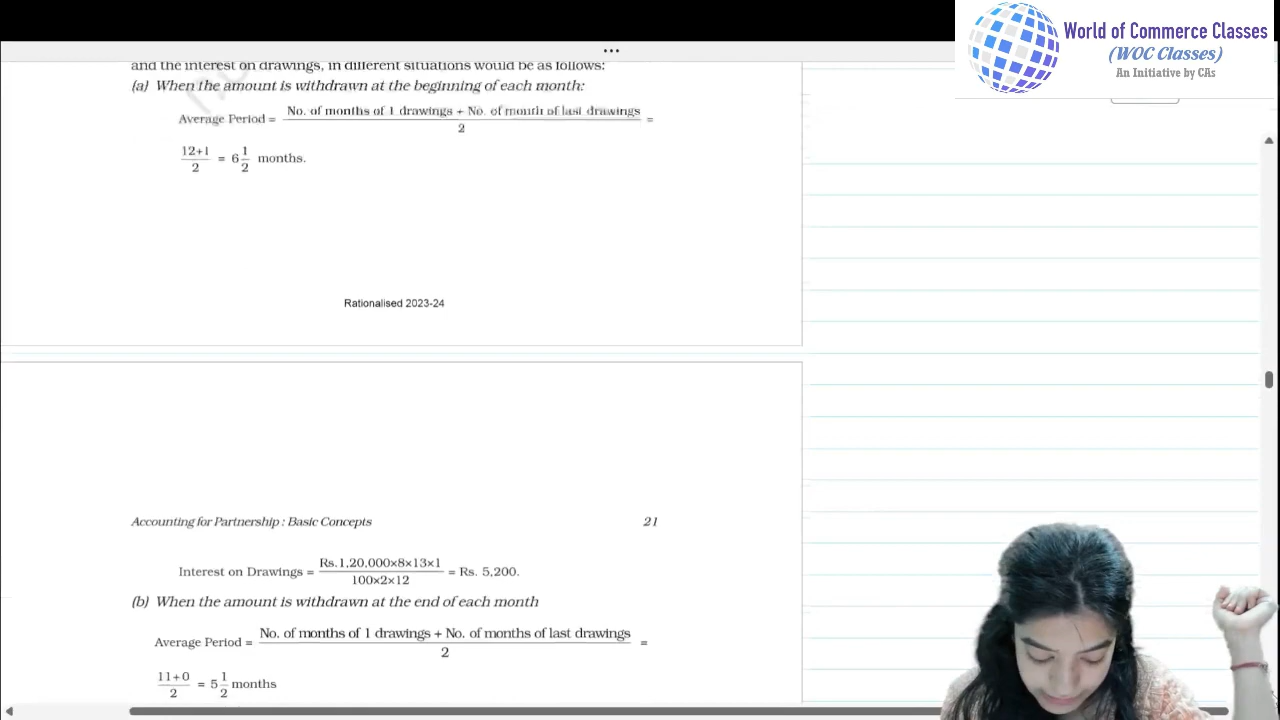 World of Commerce Classes
(WOC Classes)
An Initiative by CAs
and the interest on drawings, in different situations would be as follows:
(a) When the amount is withdrawn at the beginning of each month:
Average Period = No. of months of 1 drawings + No. of month of last drawings / 2 =
12+1 / 2 = 6 1/2 months.
Rationalised 2023-24
Accounting for Partnership : Basic Concepts 21
Interest on Drawings = Rs.1,20,000×8×13×1 / 100×2×12 = Rs. 5,200.
(b) When the amount is withdrawn at the end of each month
Average Period = No. of months of 1 drawings + No. of months of last drawings / 2 =
11+0 / 2 = 5 1/2 months